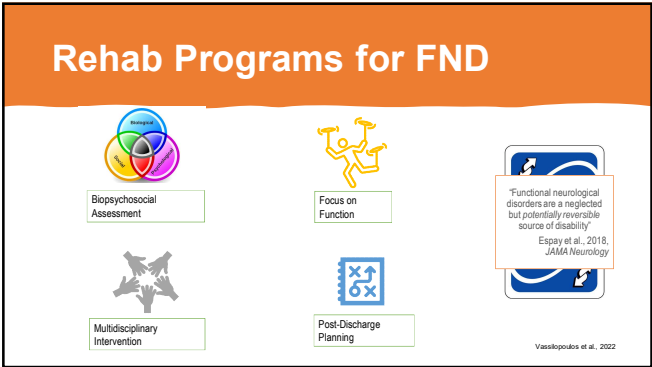 Rehab Programs for FND
Biological
Social
Psychological
Biopsychosocial
Assessment
Focus on
Function
Multidisciplinary
Intervention
Post-Discharge
Planning
“Functional neurological
disorders are a neglected
but potentially reversible
source of disability”
Espay et al., 2018,
JAMA Neurology
Vassilopoulos et al., 2022